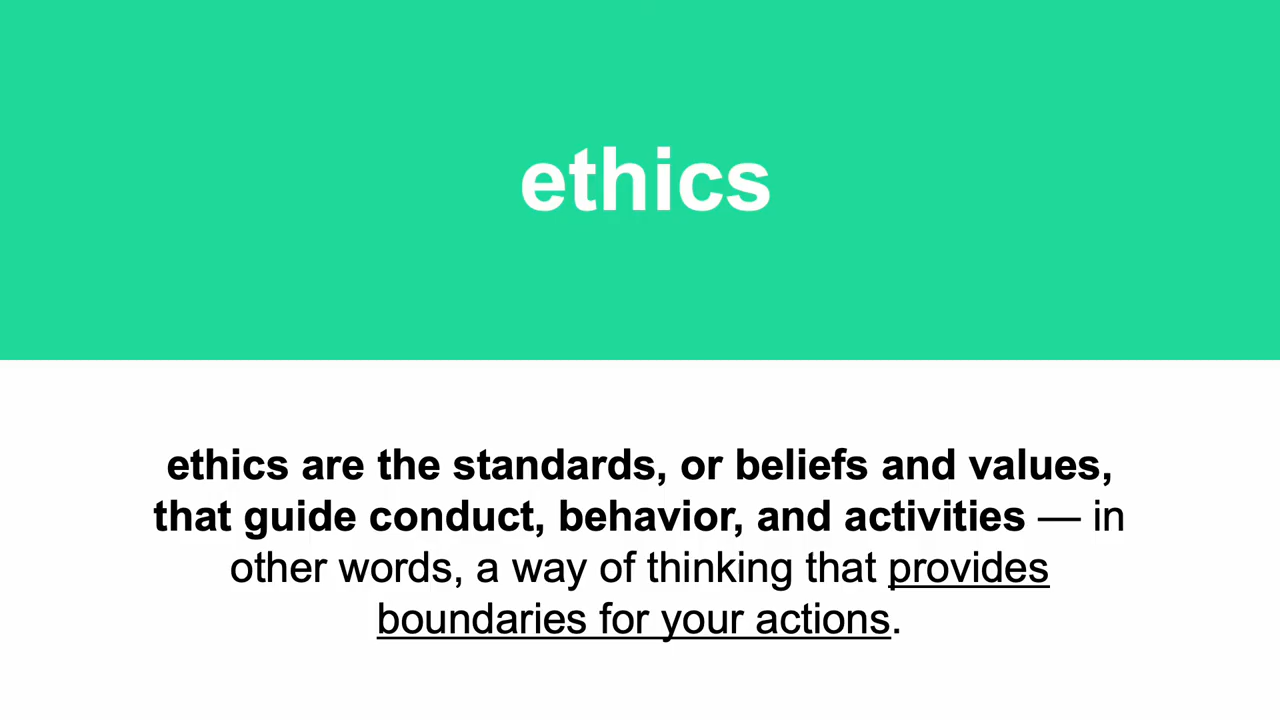 ethics
ethics are the standards, or beliefs and values,
that guide conduct, behavior, and activities — in
other words, a way of thinking that provides
boundaries for your actions.